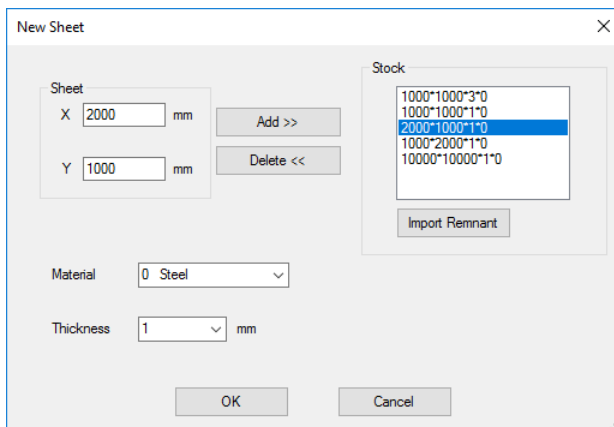 New Sheet
Sheet
X 2000 mm
Y 1000 mm
Add >>
Delete <<
Stock
1000*1000*3*0
1000*1000*1*0
2000*1000*1*0
1000*2000*1*0
10000*10000*1*0
Import Remnant
Material 0 Steel
Thickness 1 mm
OK Cancel